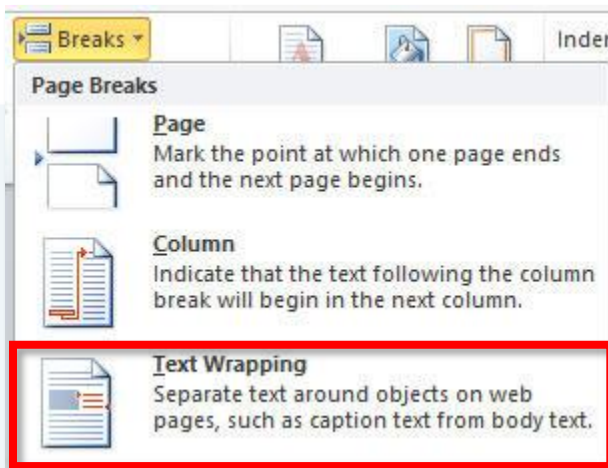 Breaks
Inder
Page Breaks
Page
Mark the point at which one page ends
and the next page begins.
Column
Indicate that the text following the column
break will begin in the next column.
Text Wrapping
Separate text around objects on web
pages, such as caption text from body text.